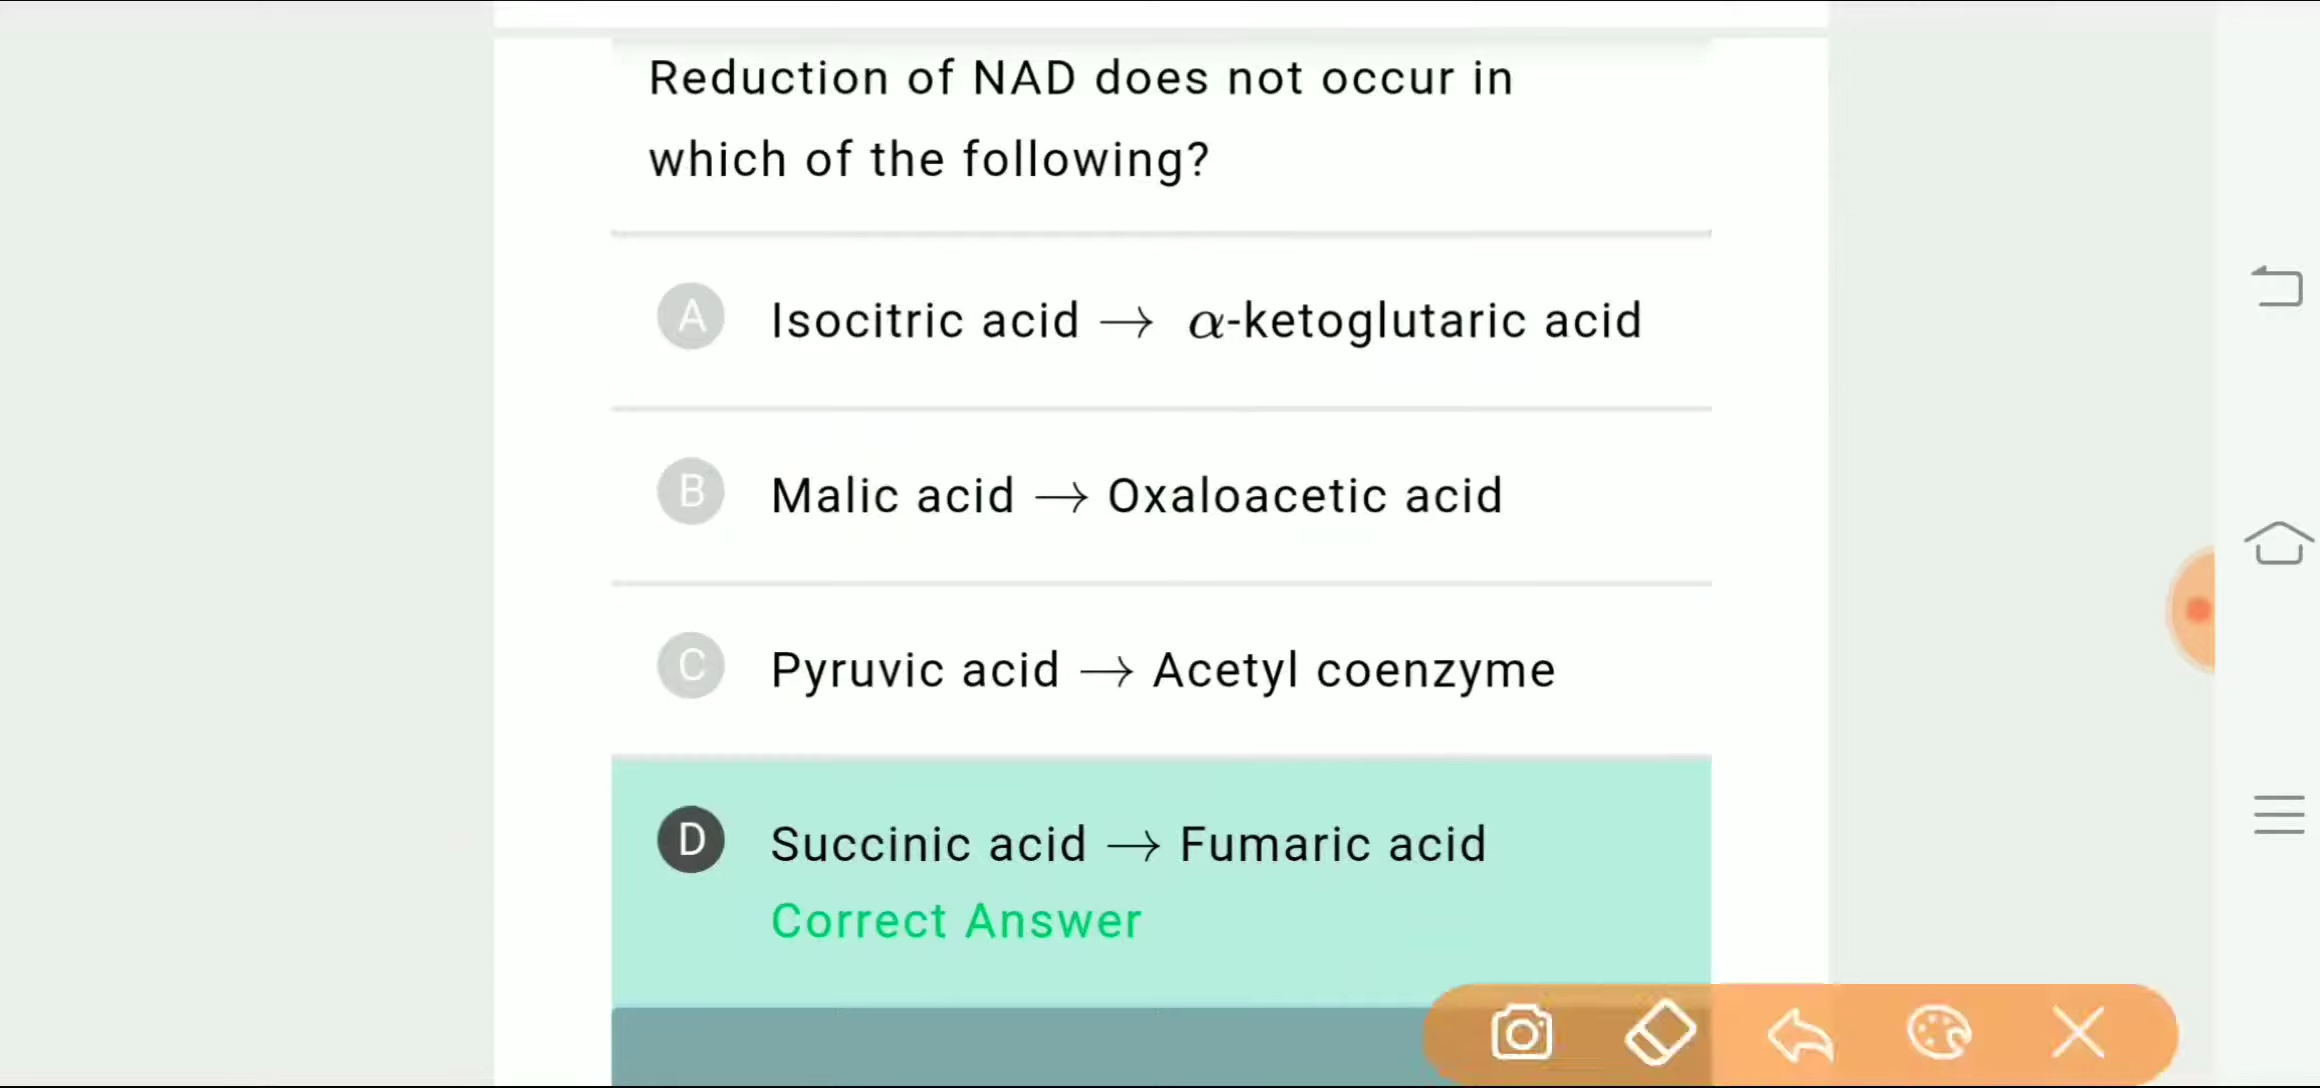 Reduction of NAD does not occur in
which of the following?
A Isocitric acid → α-ketoglutaric acid
B Malic acid → Oxaloacetic acid
C Pyruvic acid → Acetyl coenzyme
D Succinic acid → Fumaric acid
Correct Answer